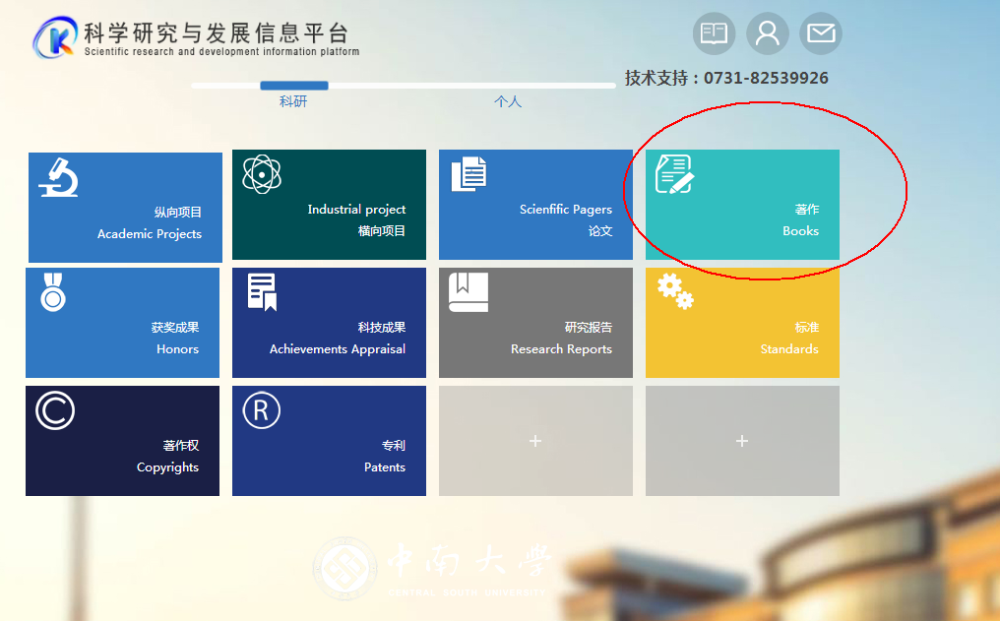 科学研究与发展信息平台
Scientific research and development information platform
技术支持：0731-82539926
科研
个人
纵向项目
Academic Projects
Industrial project
横向项目
Scienfific Pagers
论文
著作
Books
获奖成果
Honors
科技成果
Achievements Appraisal
研究报告
Research Reports
标准
Standards
著作权
Copyrights
专利
Patents
中南大学
CENTRAL SOUTH UNIVERSITY